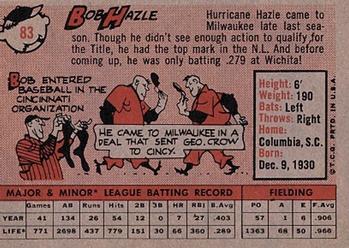 83
BOB HAZLE
Hurricane Hazle came to
Milwaukee late last sea-
son. Though he didn't see enough action to qualify
for the Title, he had the top mark in the N.L. And before
coming up, he was only batting .279 at Wichita!
BOB ENTERED
BASEBALL IN THE
CINCINNATI
ORGANIZATION
HE CAME TO MILWAUKEE IN A
DEAL THAT SENT GEO. CROW
TO CINCY.
Height: 6'
Weight: 190
Bats: Left
Throws: Right
Home:
Columbia, S.C.
Born:
Dec. 9, 1930
© T.C.G. PRTD. IN U.S.A.
MAJOR & MINOR* LEAGUE BATTING RECORD FIELDING
Games AB Runs Hits 2B 3B H.R. RBI B.Avg. PO A E F.Avg.
YEAR 41 134 26 54 12 0 7 *27 .403 57 1 6 .906
LIFE* 771 2698 437 779 131 36 68 .289 1363 68 50 .966